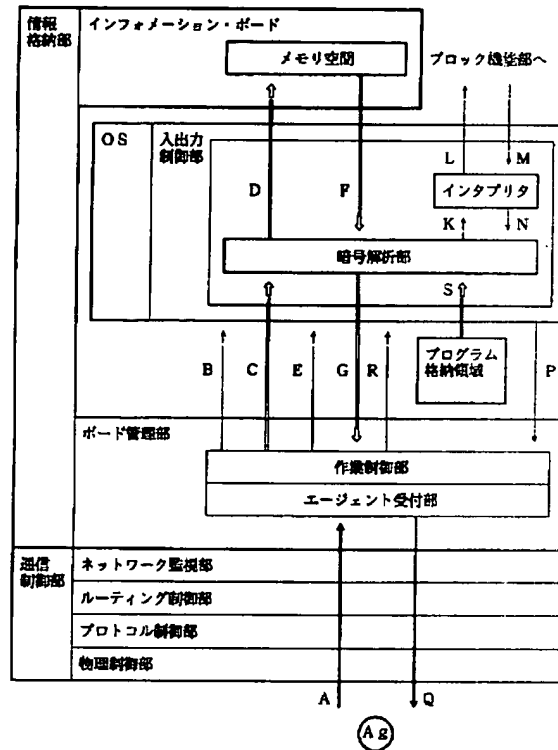 情報
格納部
インフォメーション・ボード
メモリ空間
ブロック機能部へ
OS
入出力
制御部
L
M
D
F
インタプリタ
K
N
暗号解析部
S
プログラム
格納領域
B
C
E
G
R
P
ボード管理部
作業制御部
エージェント受付部
通信
制御部
ネットワーク監視部
ルーティング制御部
プロトコル制御部
物理制御部
A
Q
Ag